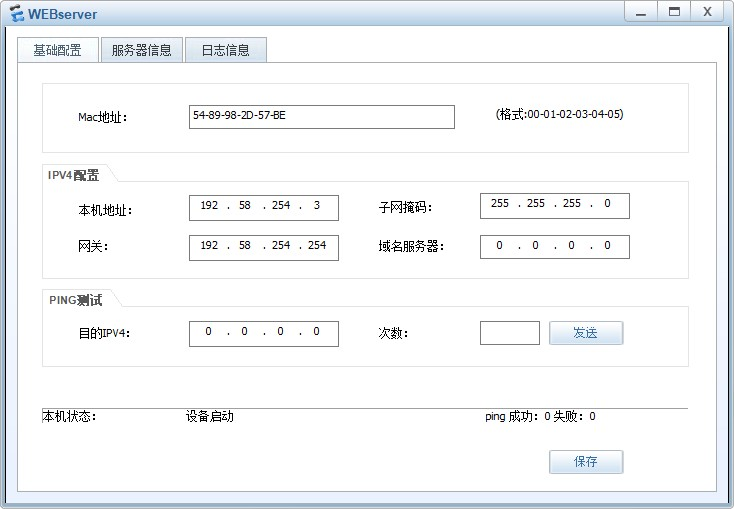 WEBserver
基础配置 服务器信息 日志信息
Mac地址: 54-89-98-2D-57-BE (格式:00-01-02-03-04-05)
IPV4配置
本机地址: 192 . 58 . 254 . 3 子网掩码: 255 . 255 . 255 . 0
网关: 192 . 58 . 254 . 254 域名服务器: 0 . 0 . 0 . 0
PING测试
目的IPV4: 0 . 0 . 0 . 0 次数: 发送
本机状态: 设备启动 ping 成功: 0 失败: 0
保存